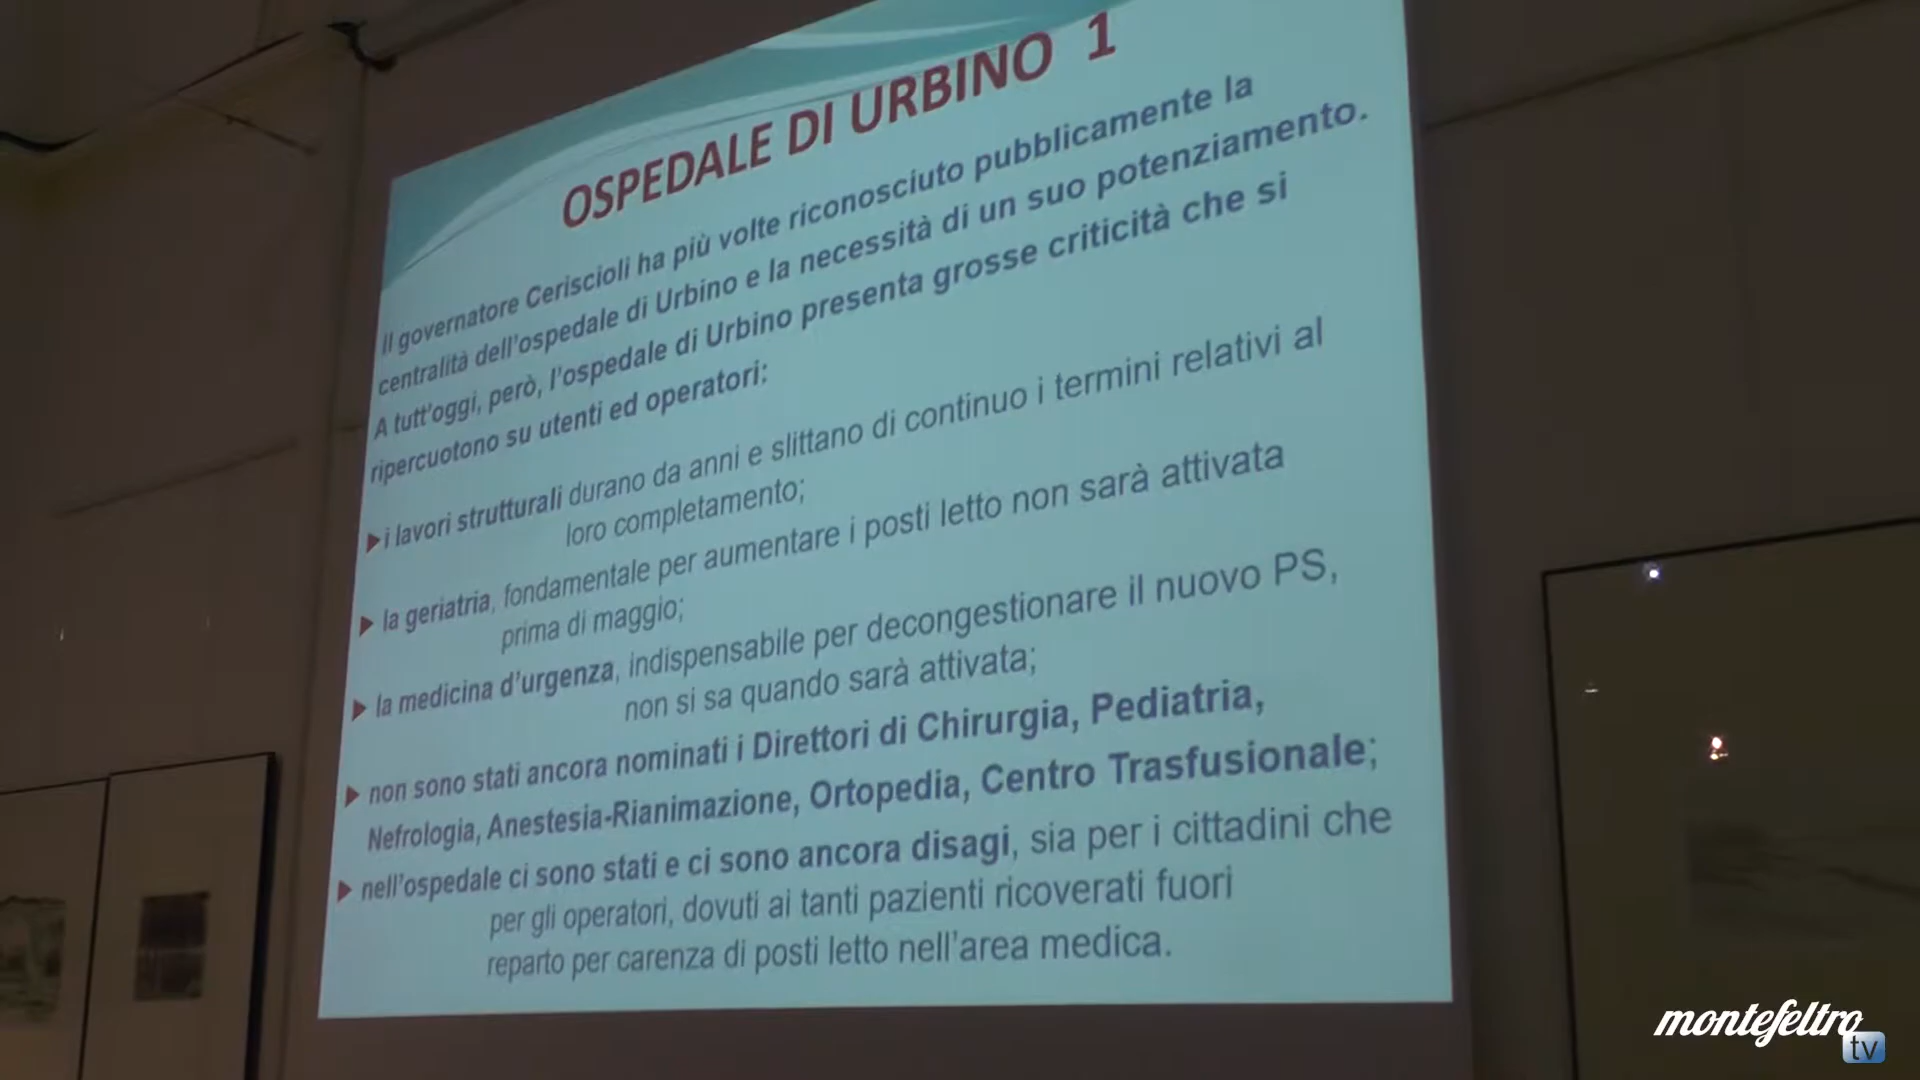 OSPEDALE DI URBINO 1
il governatore Ceriscioli ha più volte riconosciuto pubblicamente la
centralità dell'ospedale di Urbino e la necessità di un suo potenziamento.
A tutt'oggi, però, l'ospedale di Urbino presenta grosse criticità che si
ripercuotono su utenti ed operatori:
i lavori strutturali durano da anni e slittano di continuo i termini relativi al
loro completamento;
la geriatria, fondamentale per aumentare i posti letto non sarà attivata
prima di maggio;
la medicina d'urgenza, indispensabile per decongestionare il nuovo PS,
non si sa quando sarà attivata;
non sono stati ancora nominati i Direttori di Chirurgia, Pediatria,
Nefrologia, Anestesia-Rianimazione, Ortopedia, Centro Trasfusionale;
nell'ospedale ci sono stati e ci sono ancora disagi, sia per i cittadini che
per gli operatori, dovuti ai tanti pazienti ricoverati fuori
reparto per carenza di posti letto nell'area medica.
montefeltro
tv